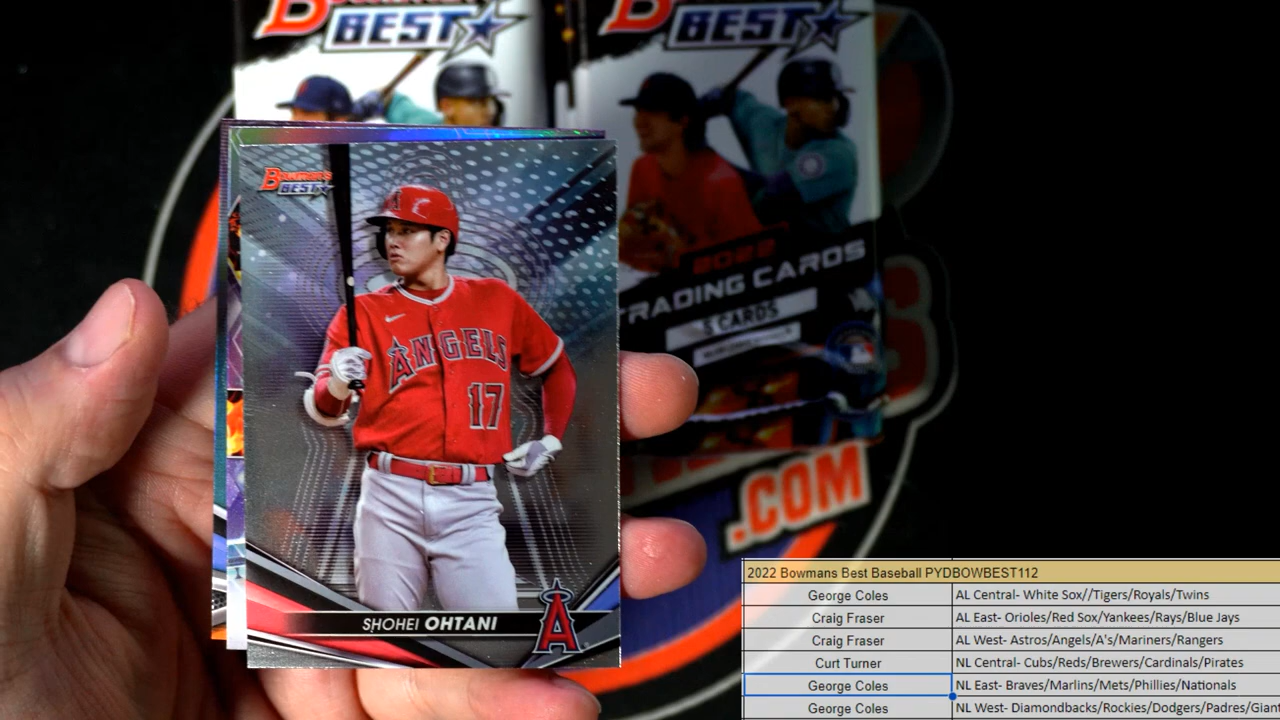 BEST
BEST
2022
TRADING CARDS
5 CARDS
BOWMAN'S
BEST
ANGELS
17
SHOHEI OHTANI
A
.COM
2022 Bowmans Best Baseball PYDBOWBEST112
George Coles AL Central- White Sox//Tigers/Royals/Twins
Craig Fraser AL East- Orioles/Red Sox/Yankees/Rays/Blue Jays
Craig Fraser AL West- Astros/Angels/A's/Mariners/Rangers
Curt Turner NL Central- Cubs/Reds/Brewers/Cardinals/Pirates
George Coles NL East- Braves/Marlins/Mets/Phillies/Nationals
George Coles NL West- Diamondbacks/Rockies/Dodgers/Padres/Giant